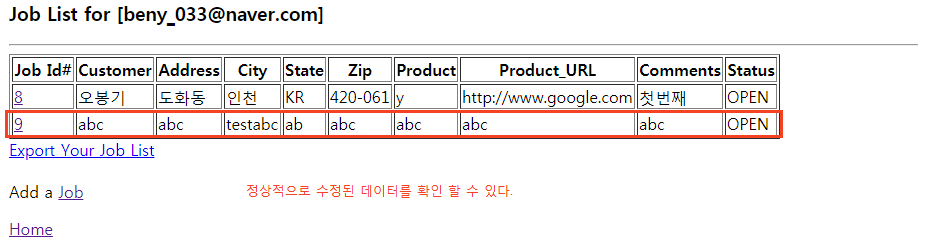 Job List for [beny_033@naver.com]
Job Id# Customer Address City State Zip Product Product_URL Comments Status
8 오봉기 도화동 인천 KR 420-061 y http://www.google.com 첫번째 OPEN
9 abc abc testabc ab abc abc abc abc OPEN
Export Your Job List
Add a Job
정상적으로 수정된 데이터를 확인 할 수 있다.
Home